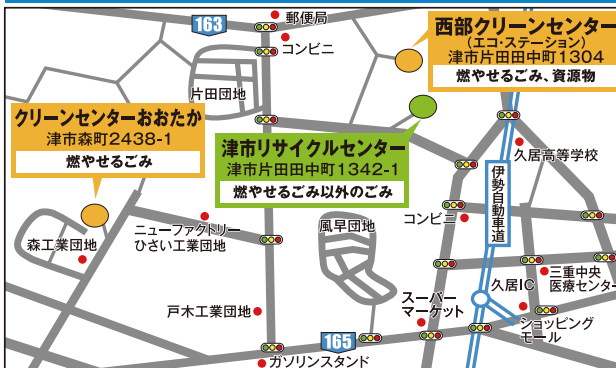 163
郵便局
コンビニ
西部クリーンセンター
(エコ・ステーション)
津市片田田中町1304
燃やせるごみ、資源物
片田団地
クリーンセンターおおたか
津市森町2438-1
燃やせるごみ
津市リサイクルセンター
津市片田田中町1342-1
燃やせるごみ以外のごみ
久居高等学校
伊勢自動車道
コンビニ
風早団地
ニューファクトリー
ひさい工業団地
森工業団地
三重中央
医療センター
久居IC
スーパー
マーケット
ショッピング
モール
戸木工業団地
165
ガソリンスタンド